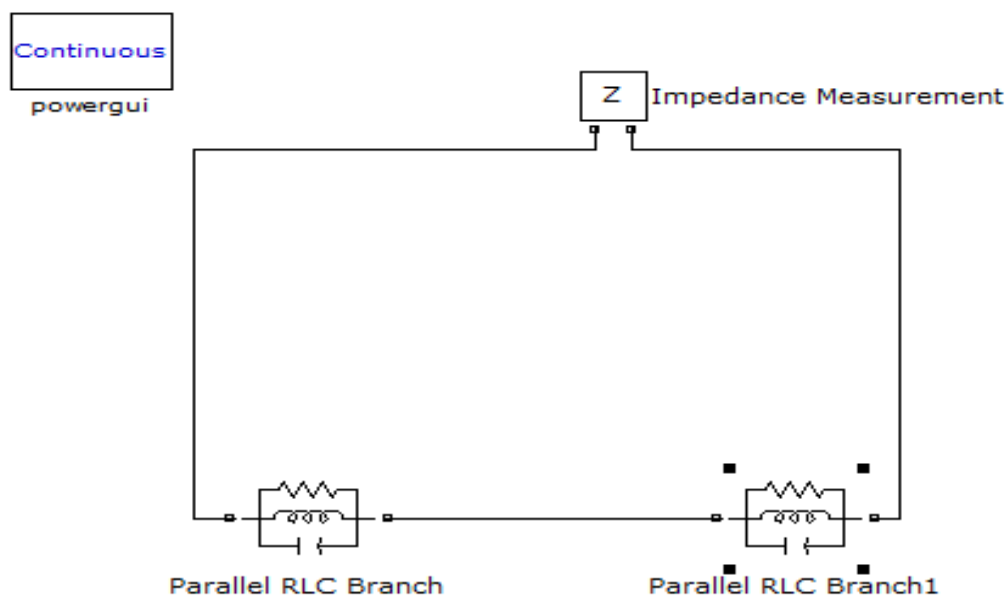 Continuous
powergui
Z
Impedance Measurement
Parallel RLC Branch
Parallel RLC Branch1